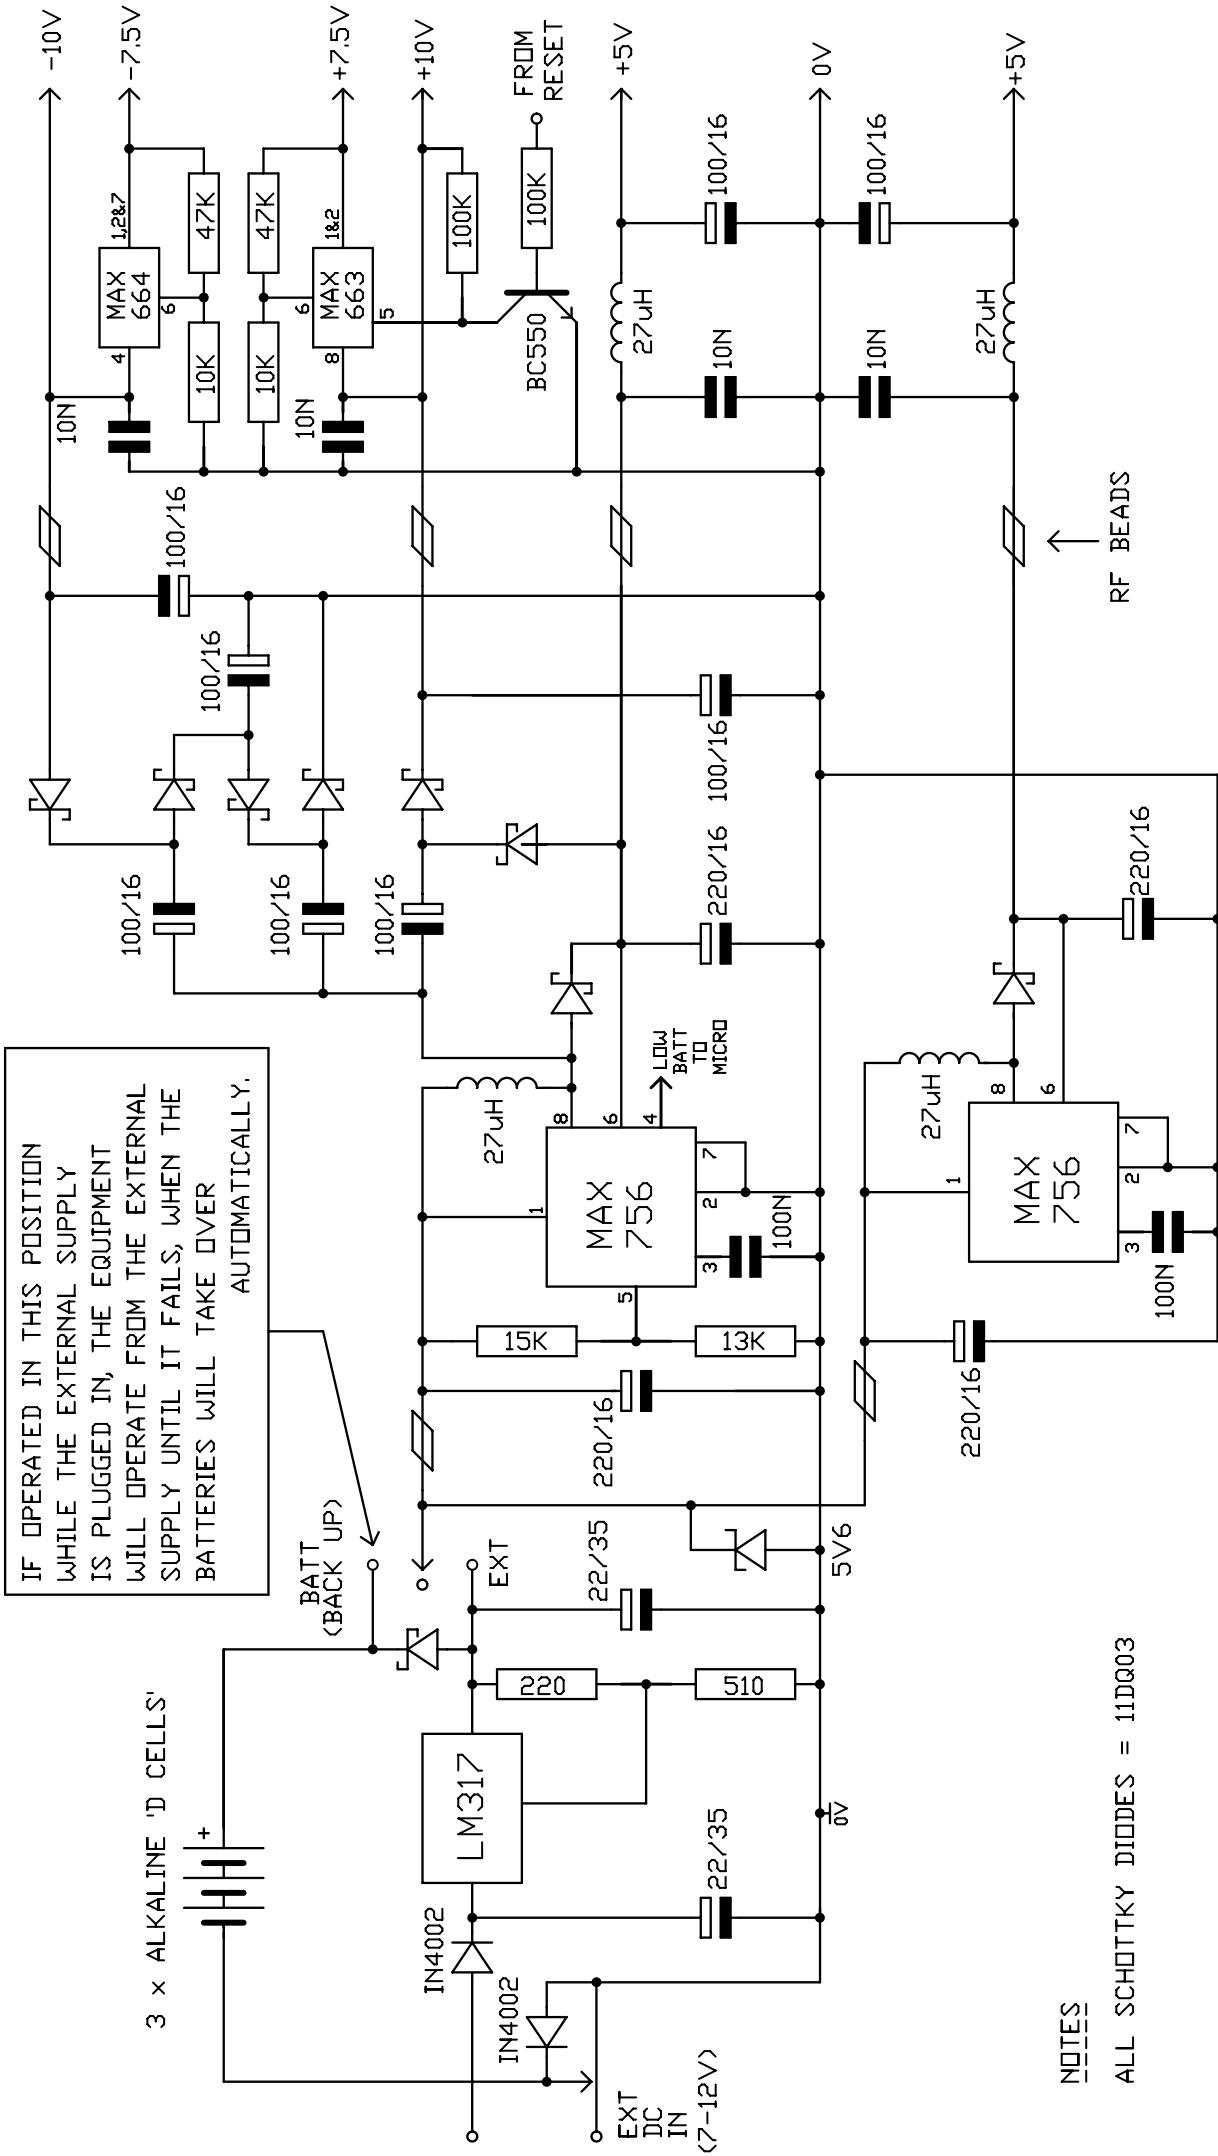 IF OPERATED IN THIS POSITION
WHILE THE EXTERNAL SUPPLY
IS PLUGGED IN, THE EQUIPMENT
WILL OPERATE FROM THE EXTERNAL
SUPPLY UNTIL IT FAILS, WHEN THE
BATTERIES WILL TAKE OVER
AUTOMATICALLY.
3 x ALKALINE 'D CELLS'
+
BATT
(BACK UP)
EXT
IN4002
IN4002
EXT
DC
IN
(7-12V)
LM317
220
510
22/35
22/35
0V
5V6
220/16
15K
13K
MAX
756
1
5
3
2
7
8
6
4
100N
27uH
LOW
BATT
TO
MICRO
220/16
100/16
100/16
100/16
100/16
100/16
100/16
10N
MAX
664
4
1,2&7
6
10K
47K
-10V
-7.5V
10N
MAX
663
8
1&2
6
5
10K
47K
+7.5V
+10V
100K
100K
BC550
FROM
RESET
27uH
+5V
10N
100/16
0V
10N
100/16
27uH
+5V
RF BEADS
220/16
MAX
756
1
3
2
7
8
6
100N
27uH
220/16
NOTES
ALL SCHOTTKY DIODES = 11DQ03